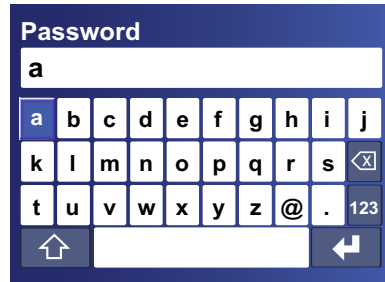 Password
a
a b c d e f g h i j
k l m n o p q r s X
t u v w x y z @ . 123